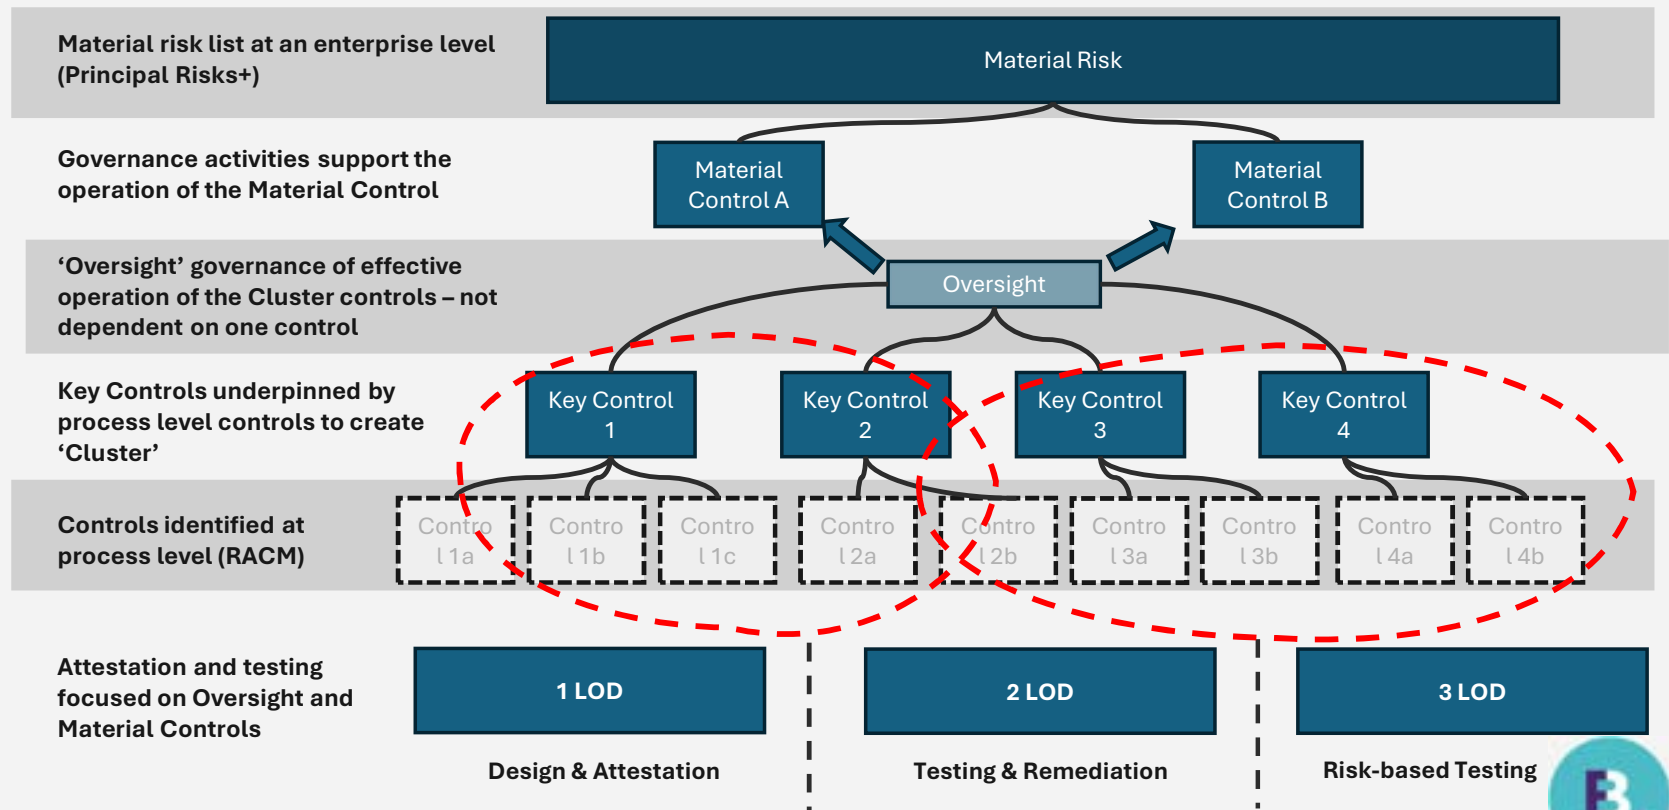 Material risk list at an enterprise level
(Principal Risks+)
Material Risk
Governance activities support the
operation of the Material Control
Material
Control A
Material
Control B
‘Oversight’ governance of effective
operation of the Cluster controls – not
dependent on one control
Oversight
Key Controls underpinned by
process level controls to create
‘Cluster’
Key Control
1
Key Control
2
Key Control
3
Key Control
4
Controls identified at
process level (RACM)
Contro
l 1a
Contro
l 1b
Contro
l 1c
Contro
l 2a
Contro
l 2b
Contro
l 3a
Contro
l 3b
Contro
l 4a
Contro
l 4b
Attestation and testing
focused on Oversight and
Material Controls
1 LOD
2 LOD
3 LOD
Design & Attestation
Testing & Remediation
Risk-based Testing